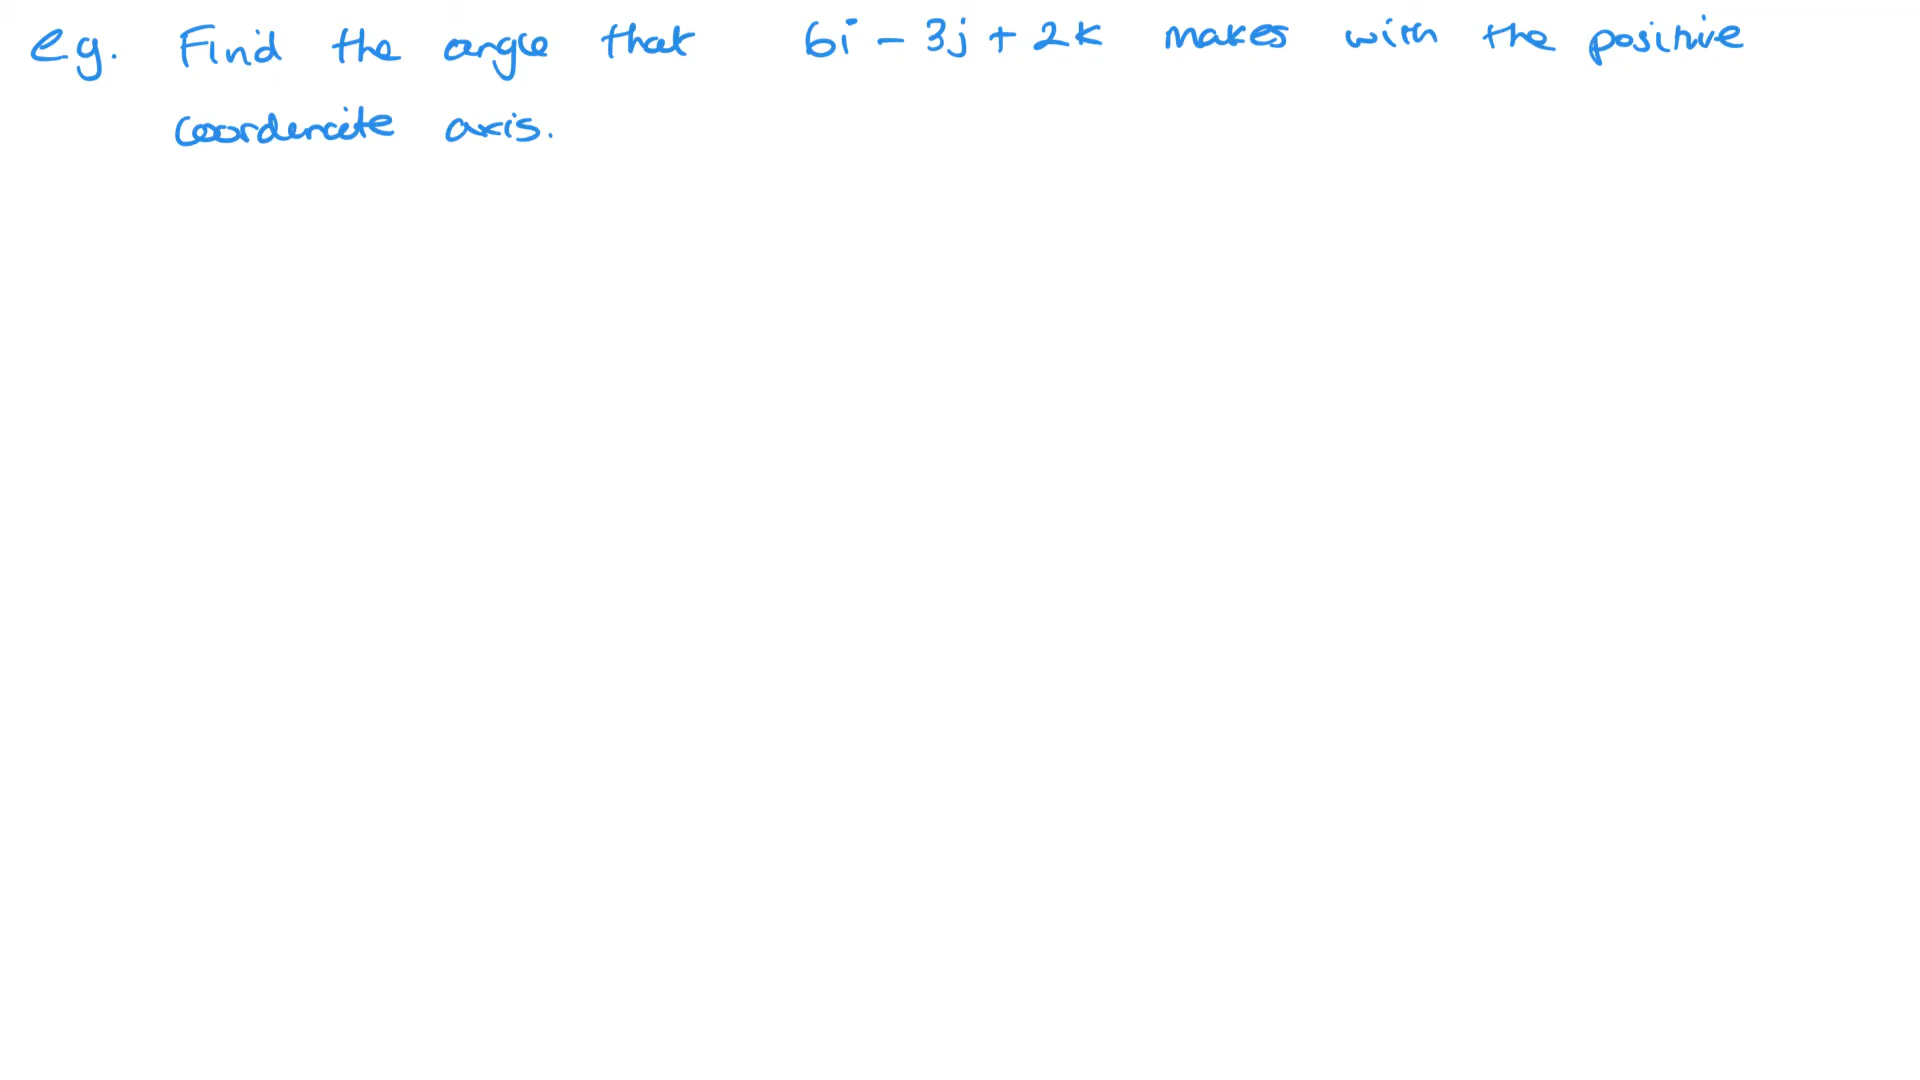 e.g. Find the angle that 6i - 3j + 2k makes with the positive
coordinate axis.